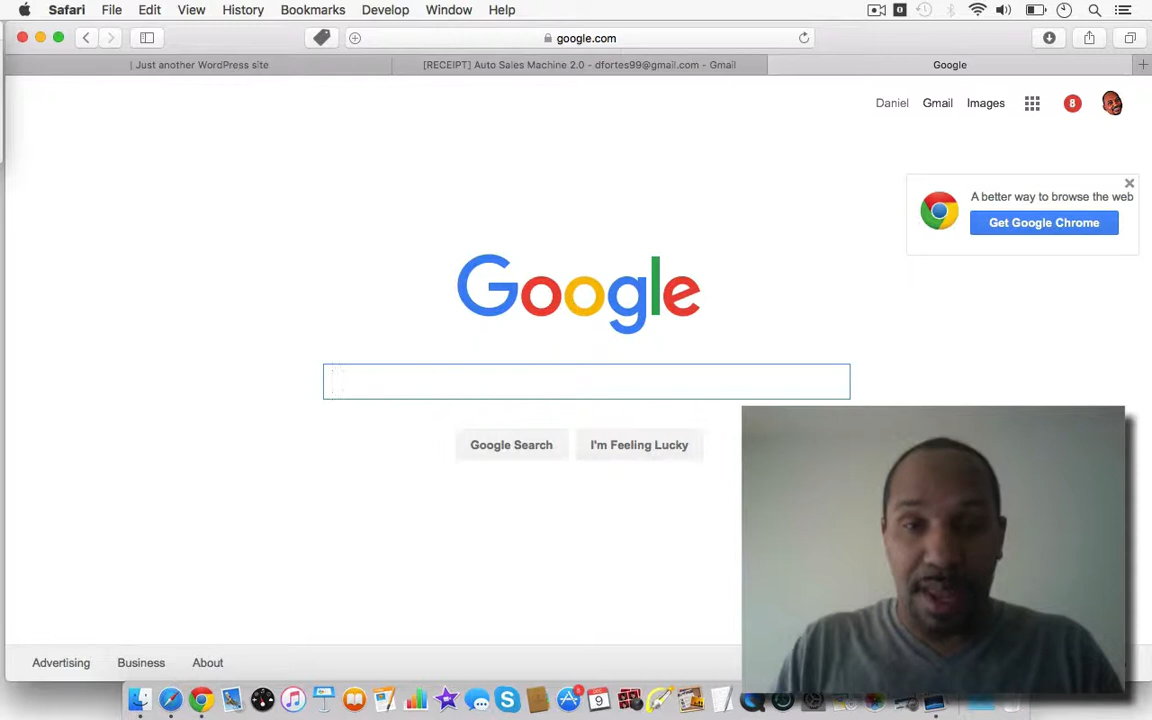 Safari File Edit View History Bookmarks Develop Window Help
google.com
| Just another WordPress site
[RECEIPT] Auto Sales Machine 2.0 - dfortes99@gmail.com - Gmail
Google
Daniel Gmail Images 8
A better way to browse the web
Get Google Chrome
Google
Google Search I'm Feeling Lucky
Advertising Business About
DEC
9